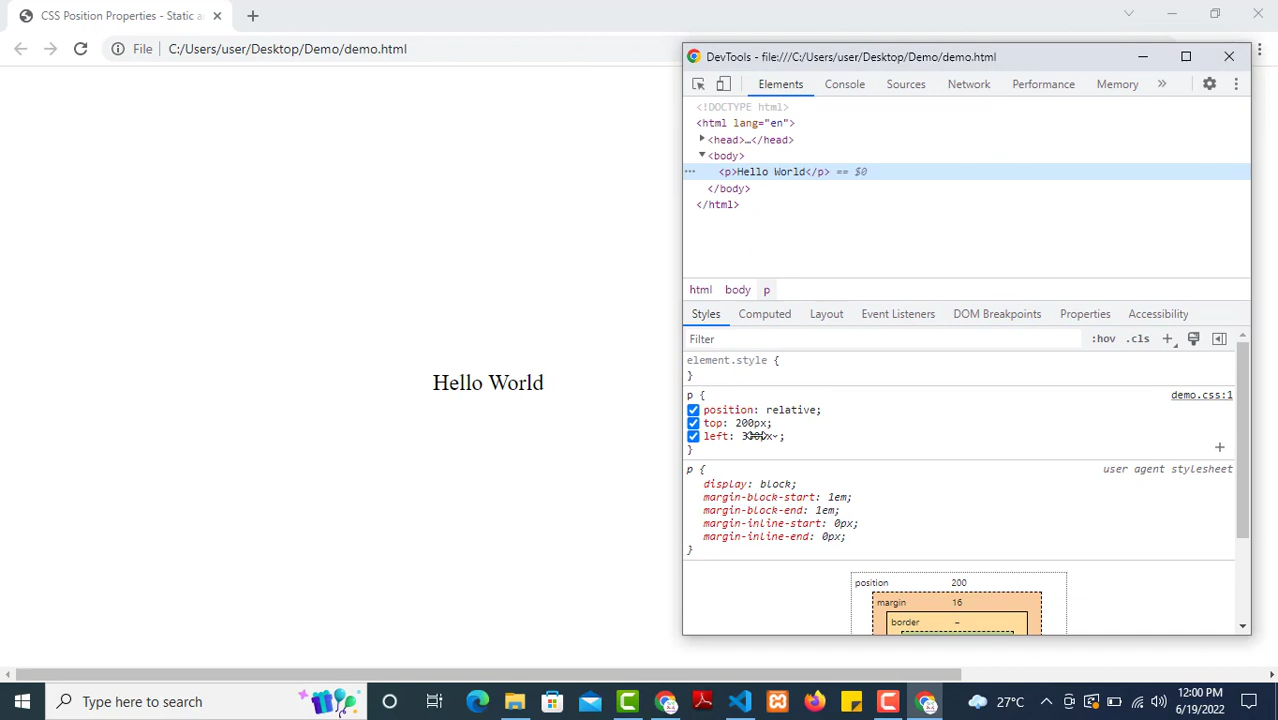 CSS Position Properties - Static a
File
C:/Users/user/Desktop/Demo/demo.html
DevTools - file:///C:/Users/user/Desktop/Demo/demo.html
Elements Console Sources Network Performance Memory »
<!DOCTYPE html>
<html lang="en">
<head>…</head>
<body>
<p>Hello World</p> == $0
</body>
</html>
html body p
Styles Computed Layout Event Listeners DOM Breakpoints Properties Accessibility
Filter
:hov .cls +
element.style {
}
p {
demo.css:1
position: relative;
top: 200px;
left:
}
p {
user agent stylesheet
display: block;
margin-block-start: 1em;
margin-block-end: 1em;
margin-inline-start: 0px;
margin-inline-end: 0px;
}
position 200
margin 16
border –
Hello World
Type here to search
27°C
12:00 PM
6/19/2022